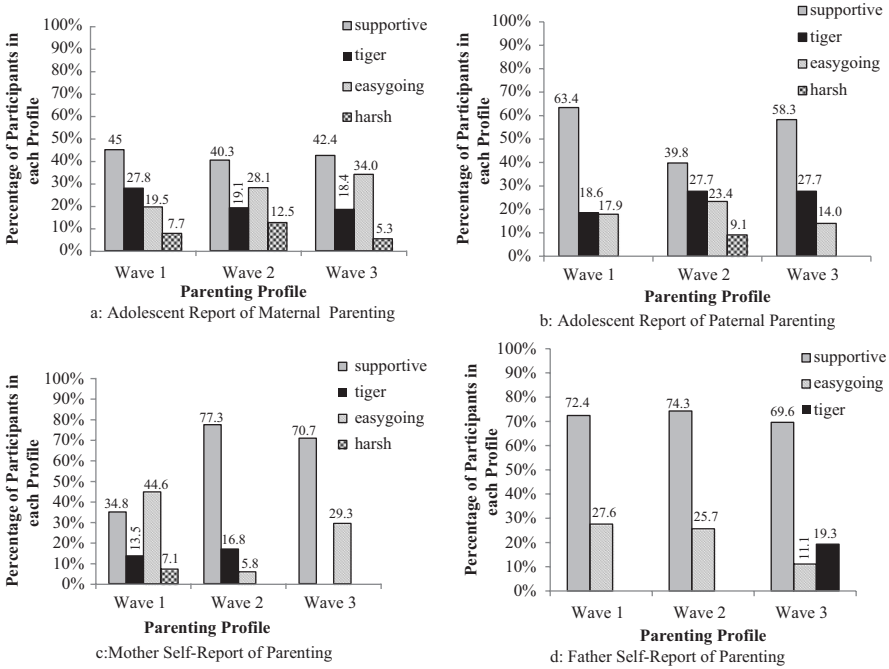 100%
90%
80%
70%
60%
50%
40%
30%
20%
10%
0%
Percentage of Participants in
each Profile
supportive
tiger
easygoing
harsh
45
27.8
19.5
7.7
40.3
19.1
28.1
12.5
42.4
18.4
34.0
5.3
Wave 1
Wave 2
Wave 3
Parenting Profile
a: Adolescent Report of Maternal Parenting
100%
90%
80%
70%
60%
50%
40%
30%
20%
10%
0%
Percentage of Participants in
each Profile
supportive
tiger
easygoing
harsh
63.4
18.6
17.9
39.8
27.7
23.4
9.1
58.3
27.7
14.0
Wave 1
Wave 2
Wave 3
Parenting Profile
b: Adolescent Report of Paternal Parenting
100%
90%
80%
70%
60%
50%
40%
30%
20%
10%
0%
Percentage of Participants in
each Profile
supportive
tiger
easygoing
harsh
34.8
13.5
44.6
7.1
77.3
16.8
5.8
70.7
29.3
Wave 1
Wave 2
Wave 3
Parenting Profile
c:Mother Self-Report of Parenting
100%
90%
80%
70%
60%
50%
40%
30%
20%
10%
0%
Percentage of Participants in
each Profile
supportive
easygoing
tiger
72.4
27.6
74.3
25.7
69.6
11.1
19.3
Wave 1
Wave 2
Wave 3
Parenting Profile
d: Father Self-Report of Parenting